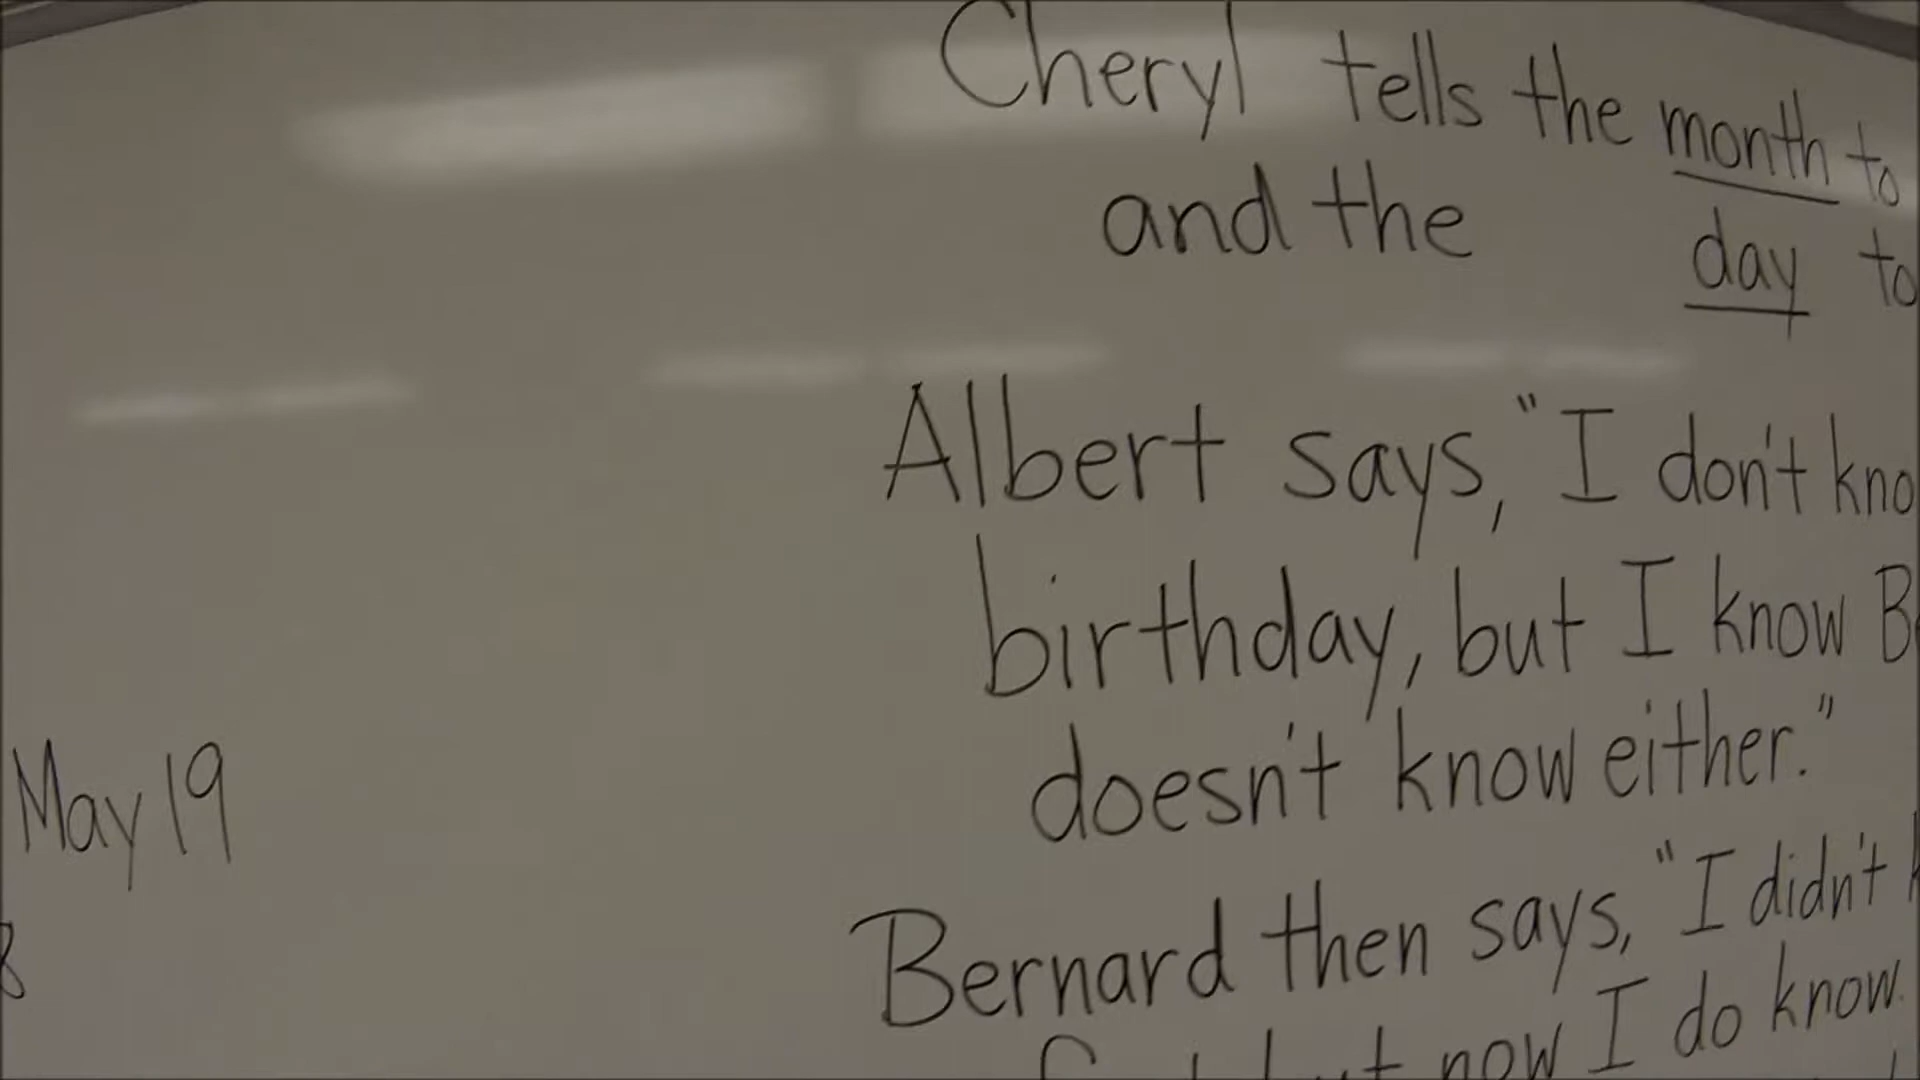 Cheryl tells the month to
and the day to
Albert says, "I don't kno
birthday, but I know B
doesn't know either."
May 19
8
Bernard then says, "I didn't
now I do know.